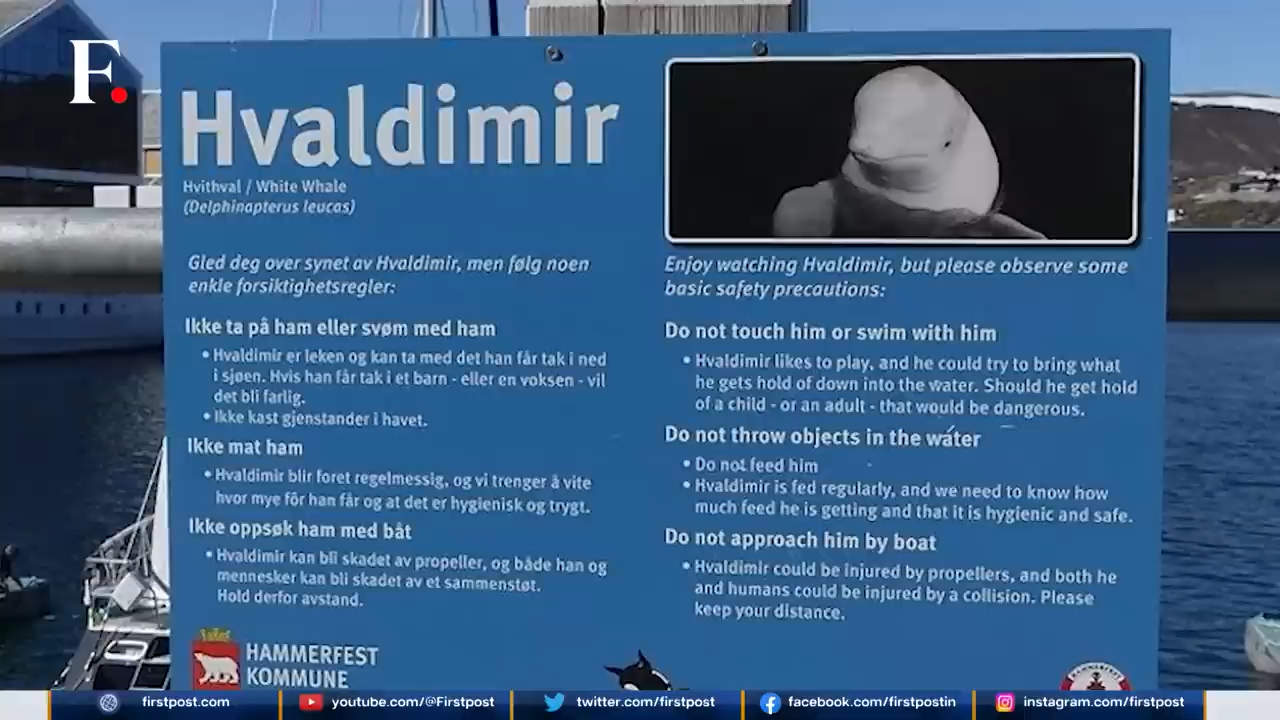 F.
Hvaldimir
Hvithval / White Whale
(Delphinapterus leucas)
Gled deg over synet av Hvaldimir, men følg noen
enkle forsiktighetsregler:
Ikke ta på ham eller svøm med ham
• Hvaldimir er leken og kan ta med det han får tak i ned
i sjøen. Hvis han får tak i et barn - eller en voksen - vil
det bli farlig.
• Ikke kast gjenstander i havet.
Ikke mat ham
• Hvaldimir blir foret regelmessig, og vi trenger å vite
hvor mye fôr han får og at det er hygienisk og trygt.
Ikke oppsøk ham med båt
• Hvaldimir kan bli skadet av propeller, og både han og
mennesker kan bli skadet av et sammenstøt.
Hold derfor avstand.
HAMMERFEST
KOMMUNE
Enjoy watching Hvaldimir, but please observe some
basic safety precautions:
Do not touch him or swim with him
• Hvaldimir likes to play, and he could try to bring what
he gets hold of down into the water. Should he get hold
of a child - or an adult - that would be dangerous.
Do not throw objects in the water
• Do not feed him
• Hvaldimir is fed regularly, and we need to know how
much feed he is getting and that it is hygienic and safe.
Do not approach him by boat
• Hvaldimir could be injured by propellers, and both he
and humans could be injured by a collision. Please
keep your distance.
firstpost.com
youtube.com/@Firstpost
twitter.com/firstpost
facebook.com/firstpostin
instagram.com/firstpost